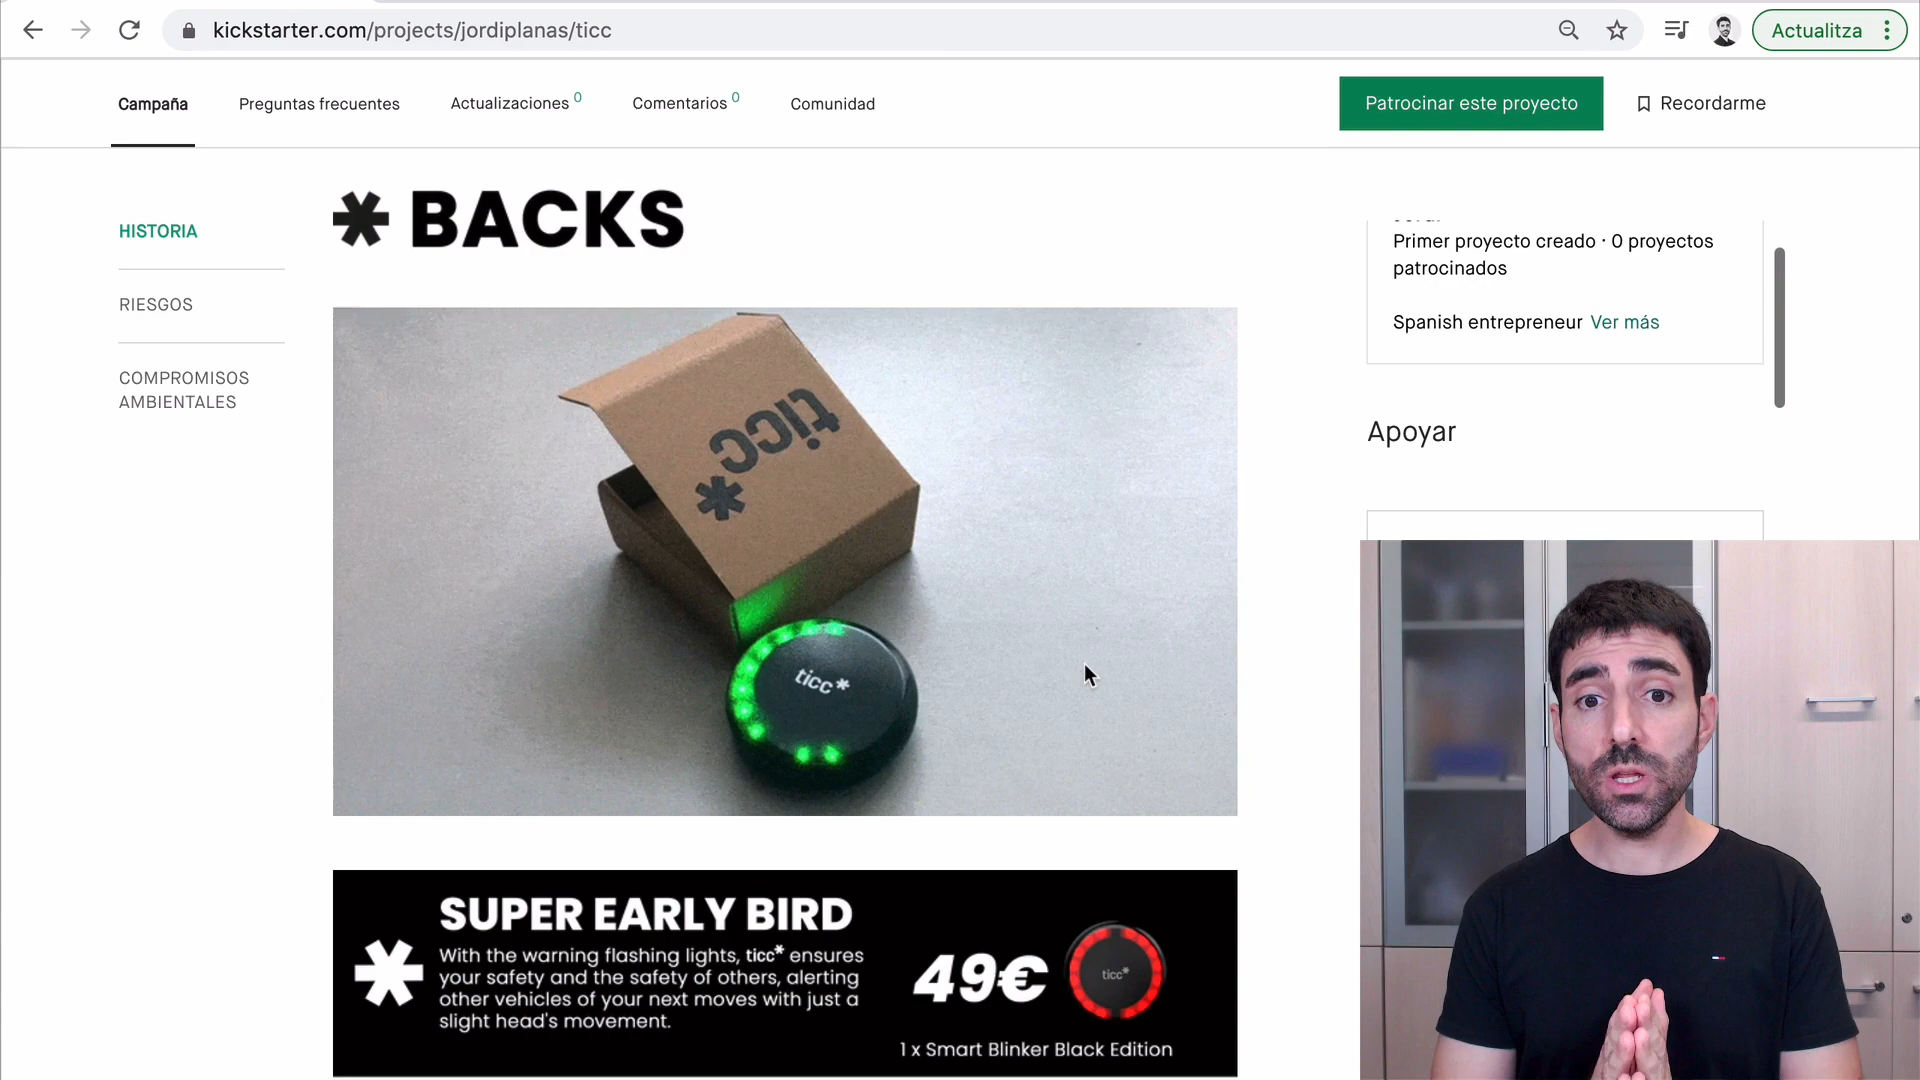 kickstarter.com/projects/jordiplanas/ticc
Actualitza
Campaña
Preguntas frecuentes
Actualizaciones 0
Comentarios 0
Comunidad
Patrocinar este proyecto
Recordarme
* BACKS
HISTORIA
RIESGOS
COMPROMISOS
AMBIENTALES
ticc*
ticc*
Primer proyecto creado · 0 proyectos
patrocinados
Spanish entrepreneur Ver más
Apoyar
SUPER EARLY BIRD
With the warning flashing lights, ticc* ensures
your safety and the safety of others, alerting
other vehicles of your next moves with just a
slight head's movement.
49€
ticc*
1 x Smart Blinker Black Edition